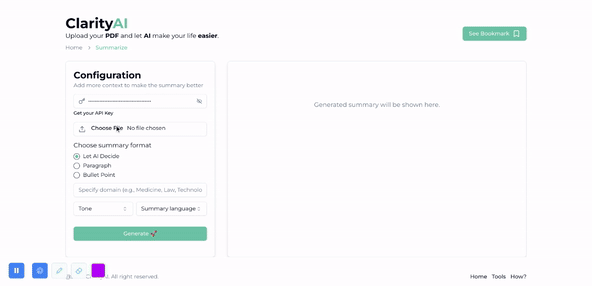 ClarityAI
Upload your PDF and let AI make your life easier.
See Bookmark
Home > Summarize
Configuration
Add more context to make the summary better
Get your API Key
Choose File No file chosen
Choose summary format
Let AI Decide
Paragraph
Bullet Point
Specify domain (e.g., Medicine, Law, Technolo
Tone
Summary language
Generate 🚀
Generated summary will be shown here.
All right reserved.
Home Tools How?